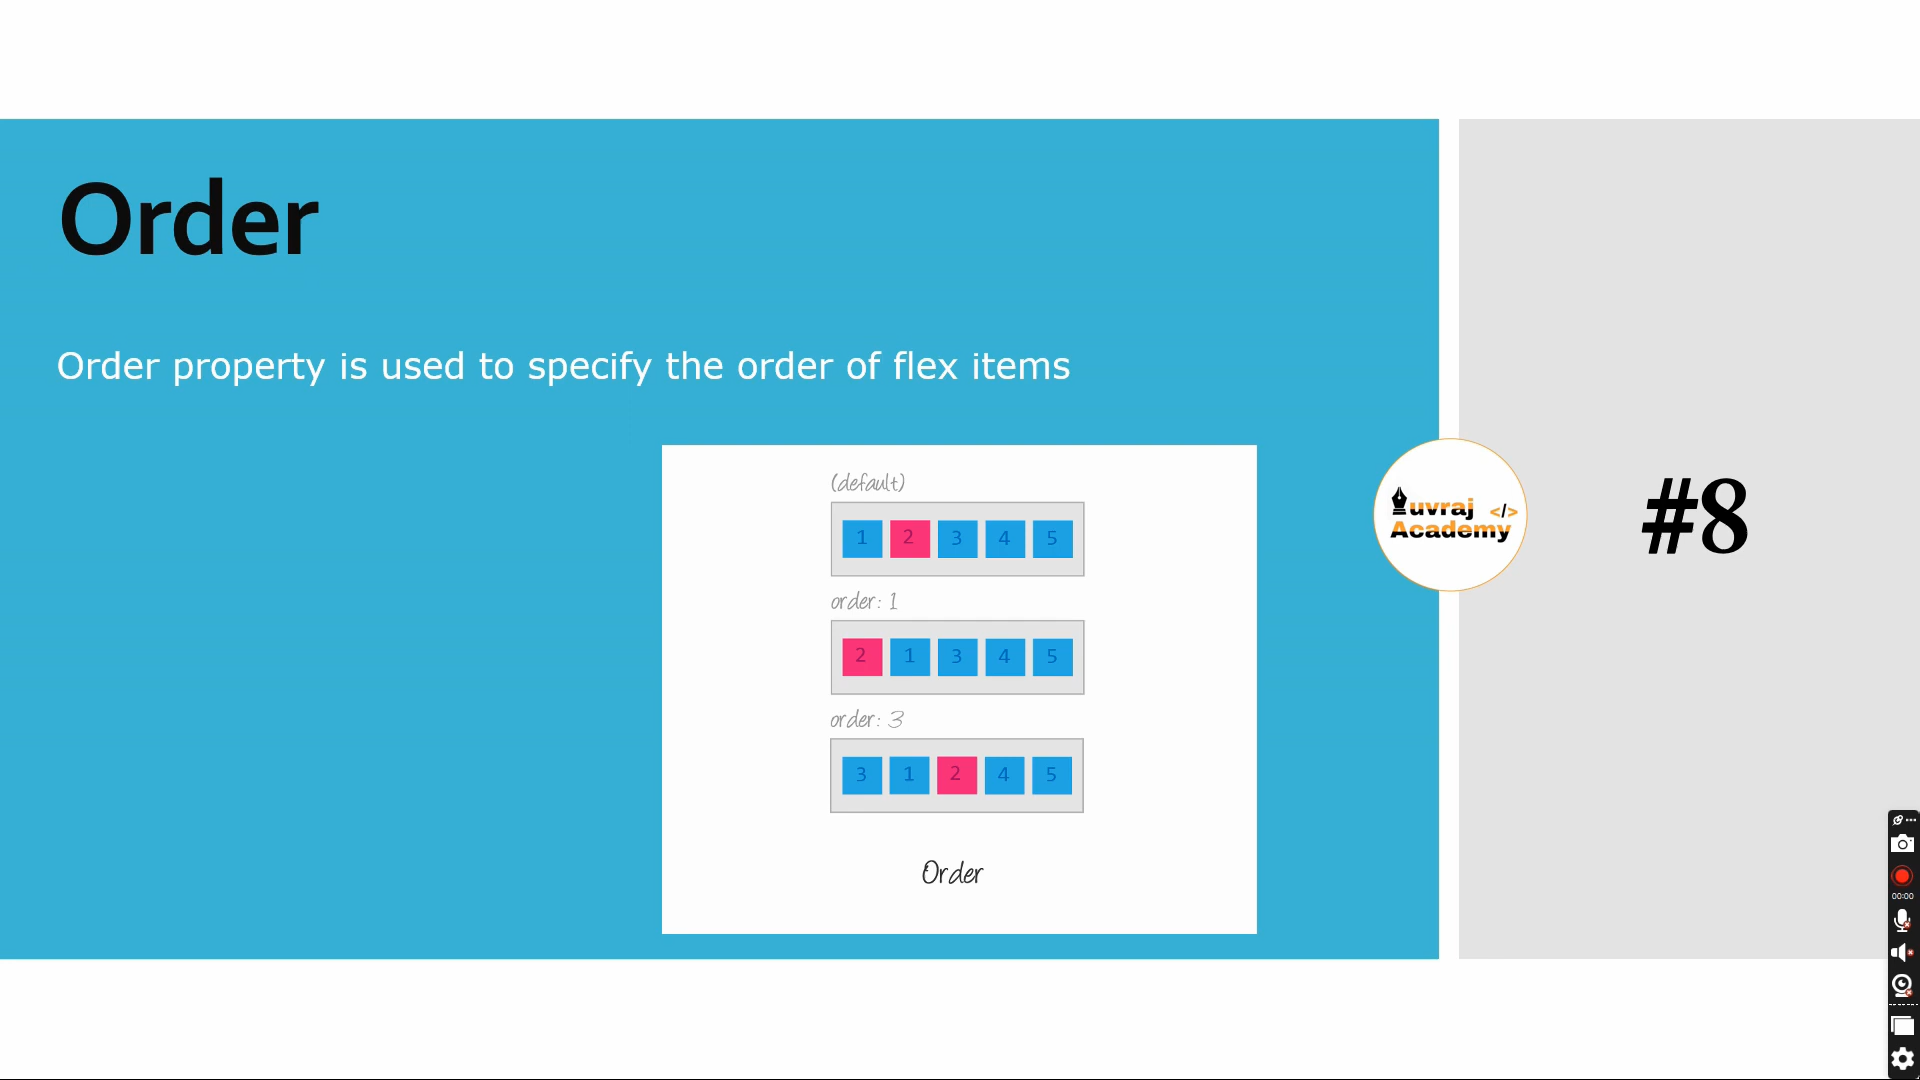 Order
Order property is used to specify the order of flex items
(default)
1 2 3 4 5
order: 1
2 1 3 4 5
order: 3
3 1 2 4 5
Order
uvraj </>
Academy
#8
00:00